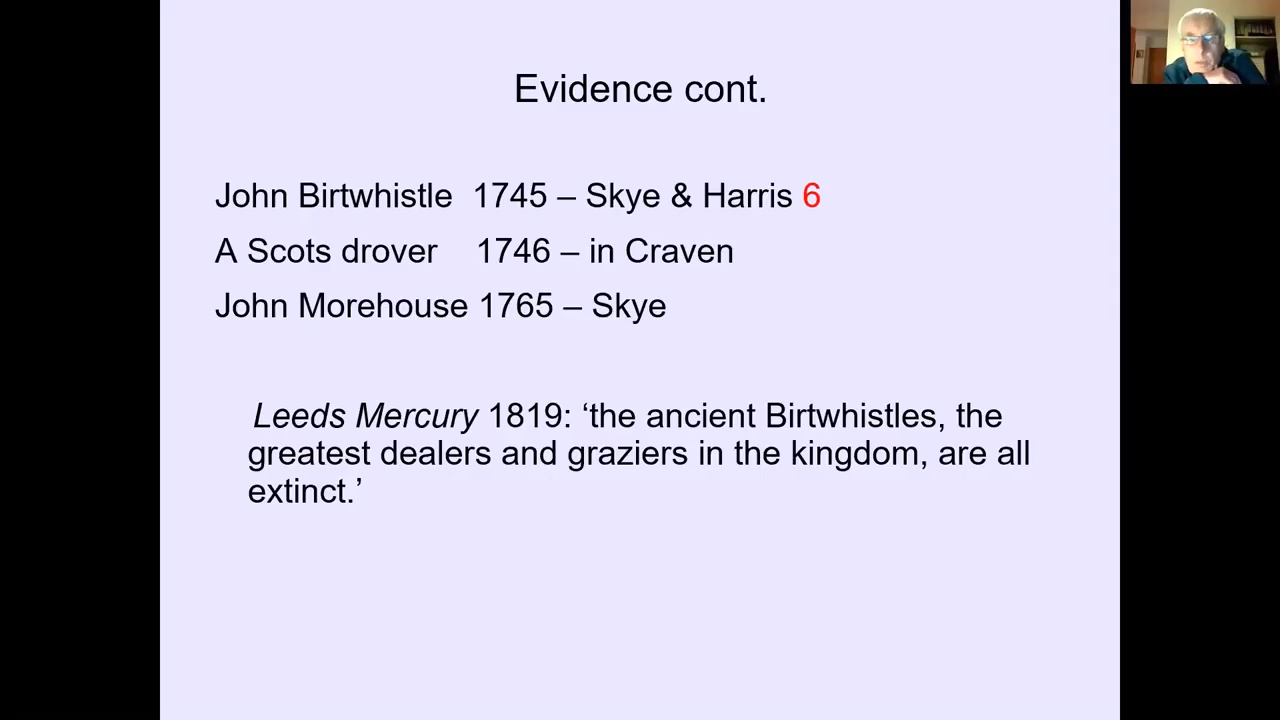 Evidence cont.
John Birtwhistle 1745 – Skye & Harris 6
A Scots drover 1746 – in Craven
John Morehouse 1765 – Skye
Leeds Mercury 1819: ‘the ancient Birtwhistles, the
greatest dealers and graziers in the kingdom, are all
extinct.’